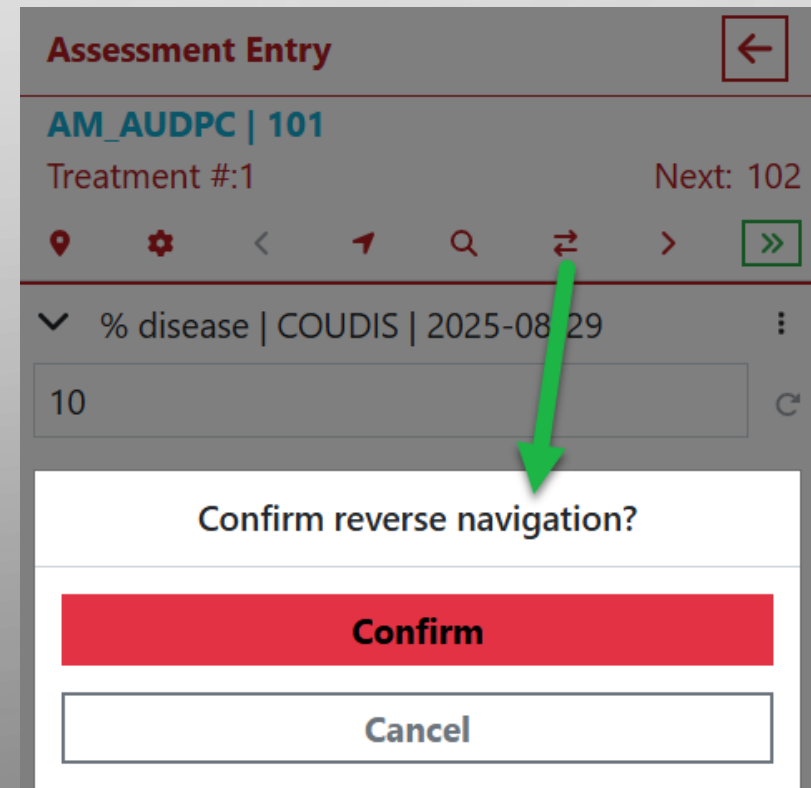 Assessment Entry
AM_AUDPC | 101
Treatment #:1 Next: 102
% disease | COUDIS | 2025-08-29
10
Confirm reverse navigation?
Confirm
Cancel